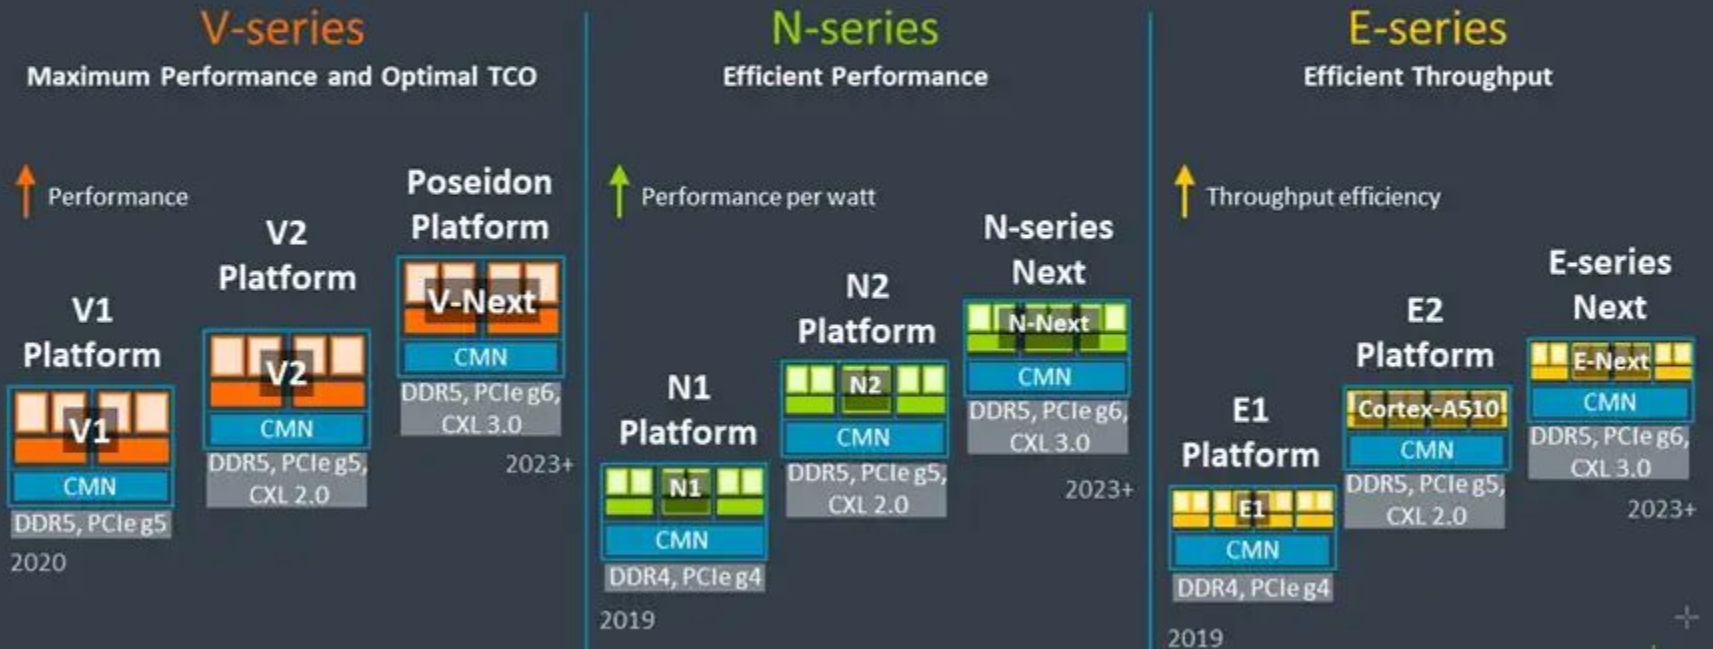 V-series
Maximum Performance and Optimal TCO
Performance
V1
Platform
V1
CMN
DDR5, PCIe g5
2020
V2
Platform
V2
CMN
DDR5, PCIe g5,
CXL 2.0
Poseidon
Platform
V-Next
CMN
DDR5, PCIe g6,
CXL 3.0
2023+
N-series
Efficient Performance
Performance per watt
N1
Platform
N1
CMN
DDR4, PCIe g4
2019
N2
Platform
N2
CMN
DDR5, PCIe g5,
CXL 2.0
N-series
Next
N-Next
CMN
DDR5, PCIe g6,
CXL 3.0
2023+
E-series
Efficient Throughput
Throughput efficiency
E1
Platform
E1
CMN
DDR4, PCIe g4
2019
E2
Platform
Cortex-A510
CMN
DDR5, PCIe g5,
CXL 2.0
E-series
Next
E-Next
CMN
DDR5, PCIe g6,
CXL 3.0
2023+